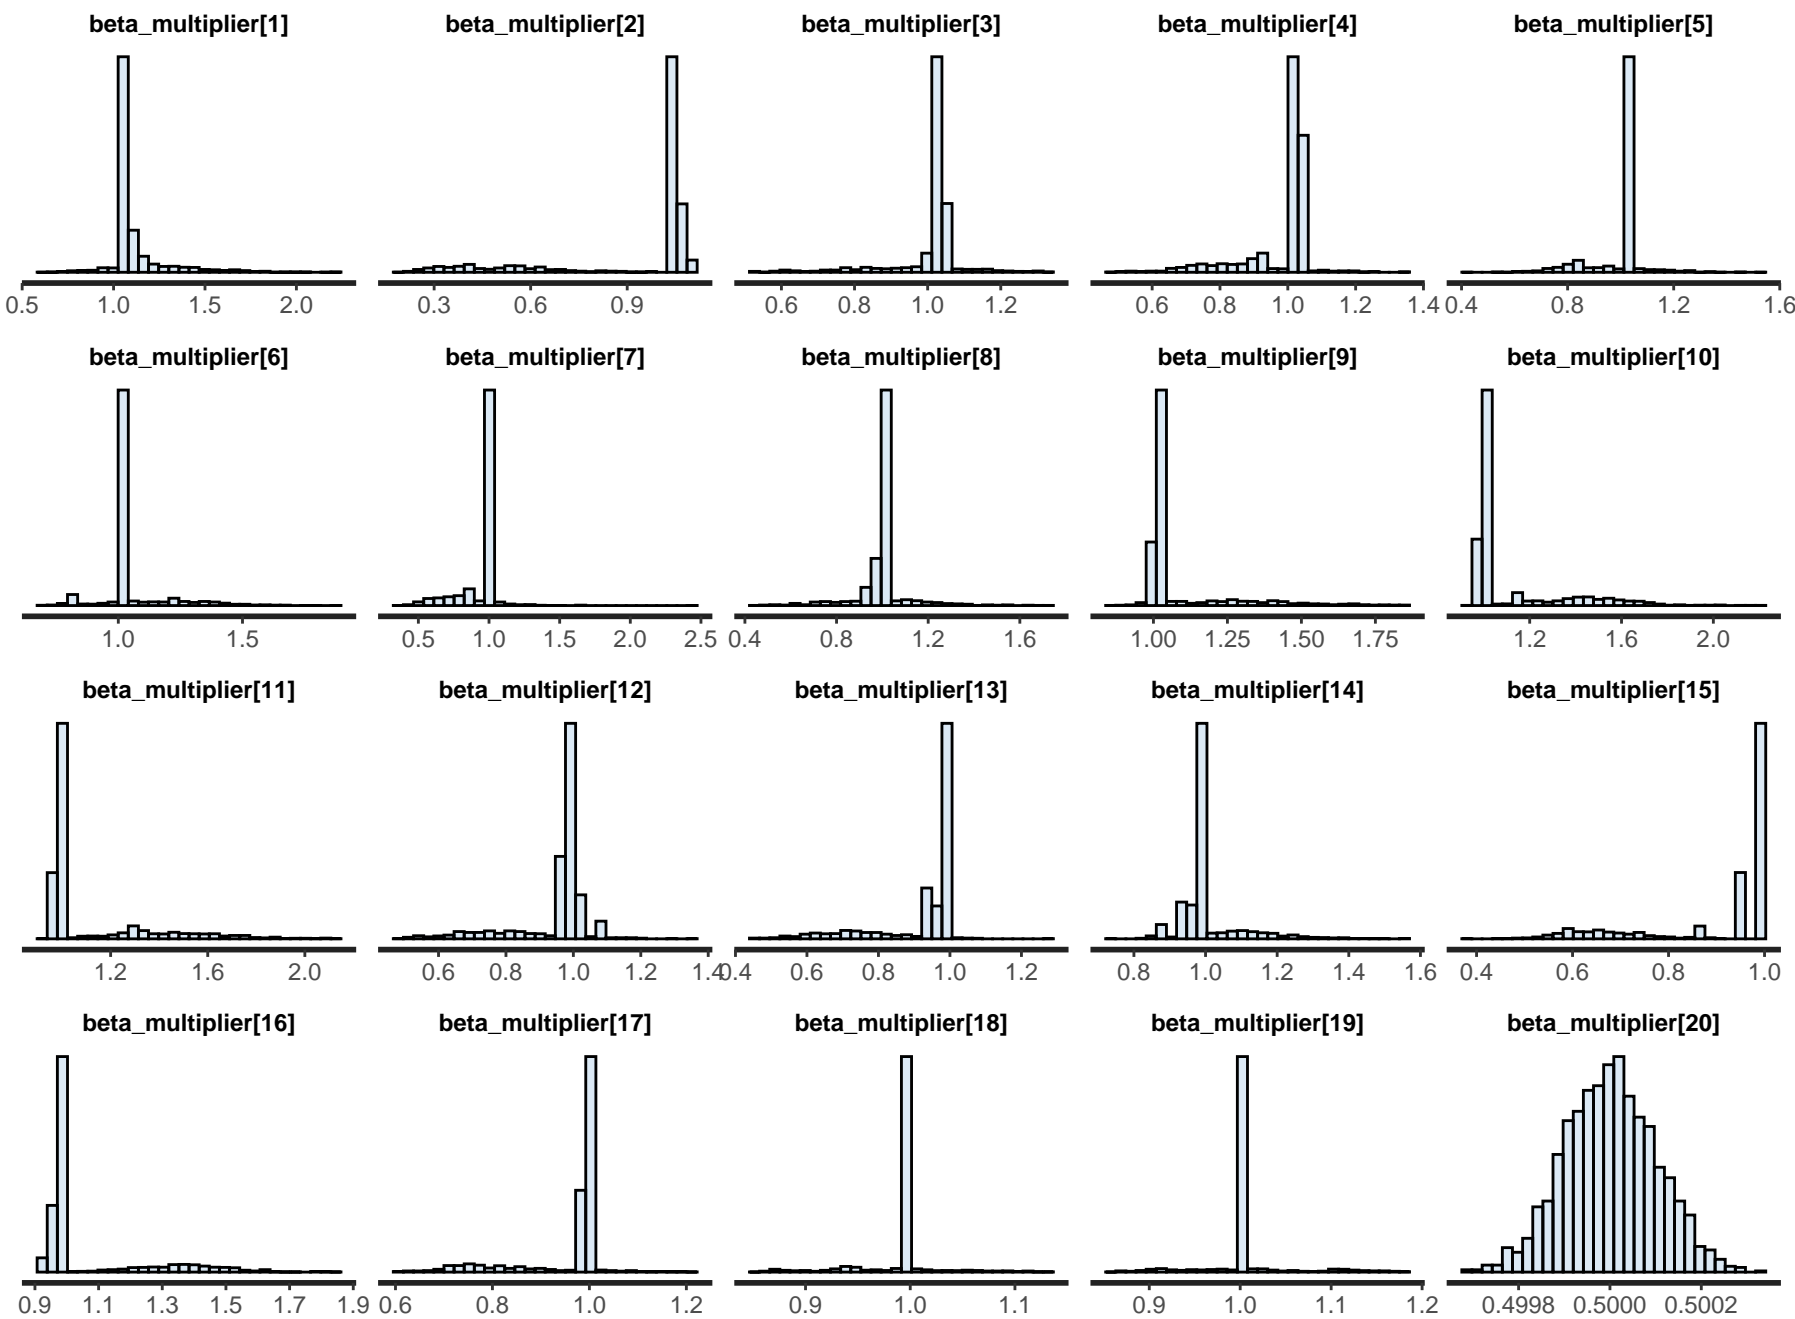 beta_multiplier[1] beta_multiplier[2] beta_multiplier[3] beta_multiplier[4] beta_multiplier[5]
0.5 1.0 1.5 2.0 0.3 0.6 0.9 0.6 0.8 1.0 1.2 0.6 0.8 1.0 1.2 1.4 0.4 0.8 1.2 1.6
beta_multiplier[6] beta_multiplier[7] beta_multiplier[8] beta_multiplier[9] beta_multiplier[10]
1.0 1.5 0.5 1.0 1.5 2.0 2.5 0.4 0.8 1.2 1.6 1.00 1.25 1.50 1.75 1.2 1.6 2.0
beta_multiplier[11] beta_multiplier[12] beta_multiplier[13] beta_multiplier[14] beta_multiplier[15]
1.2 1.6 2.0 0.6 0.8 1.0 1.2 1.4 0.4 0.6 0.8 1.0 1.2 0.8 1.0 1.2 1.4 1.6 0.4 0.6 0.8 1.0
beta_multiplier[16] beta_multiplier[17] beta_multiplier[18] beta_multiplier[19] beta_multiplier[20]
0.9 1.1 1.3 1.5 1.7 1.9 0.6 0.8 1.0 1.2 0.9 1.0 1.1 0.9 1.0 1.1 1.2 0.4998 0.5000 0.5002